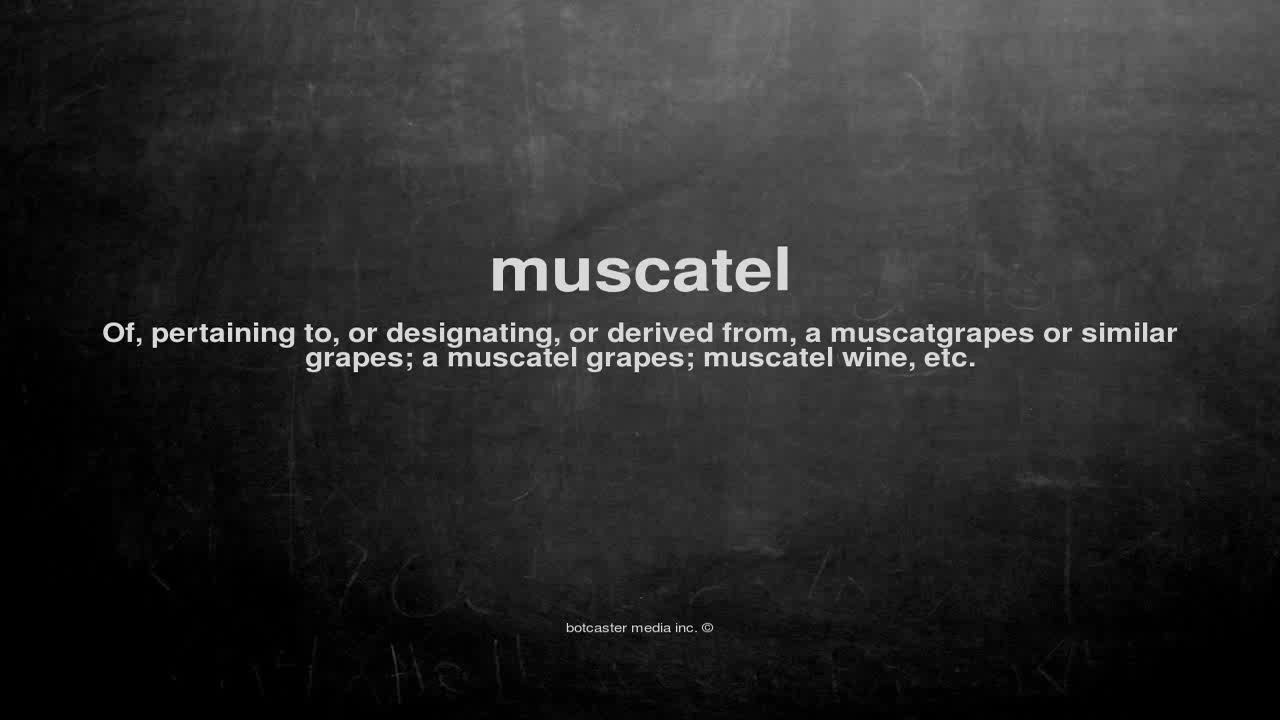 muscatel
Of, pertaining to, or designating, or derived from, a muscatgrapes or similar
grapes; a muscatel grapes; muscatel wine, etc.
botcaster media inc. ©